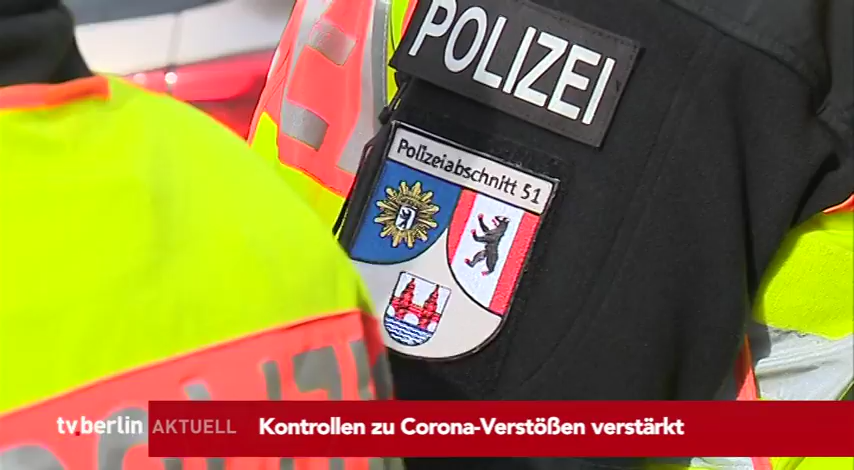 POLIZEI
Polizeiabschnitt 51
tv.berlin AKTUELL Kontrollen zu Corona-Verstößen verstärkt